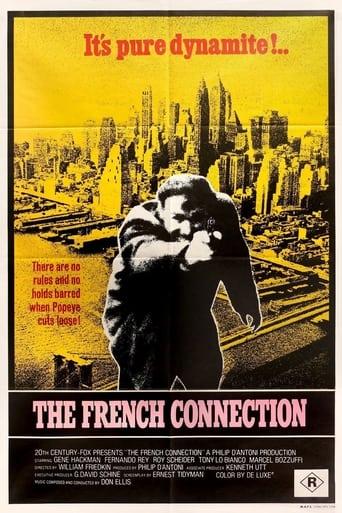 It's pure dynamite!..
There are no
rules and no
holds barred
when Popeye
cuts loose!
THE FRENCH CONNECTION
20TH CENTURY-FOX PRESENTS "THE FRENCH CONNECTION" A PHILIP D'ANTONI PRODUCTION
STARRING GENE HACKMAN FERNANDO REY ROY SCHEIDER TONY LO BIANCO MARCEL BOZZUFFI
DIRECTED BY WILLIAM FRIEDKIN PRODUCED BY PHILIP D'ANTONI ASSOCIATE PRODUCER KENNETH UTT
EXECUTIVE PRODUCER G. DAVID SCHINE SCREENPLAY BY ERNEST TIDYMAN COLOR BY DE LUXE®
MUSIC COMPOSED AND CONDUCTED BY DON ELLIS
R